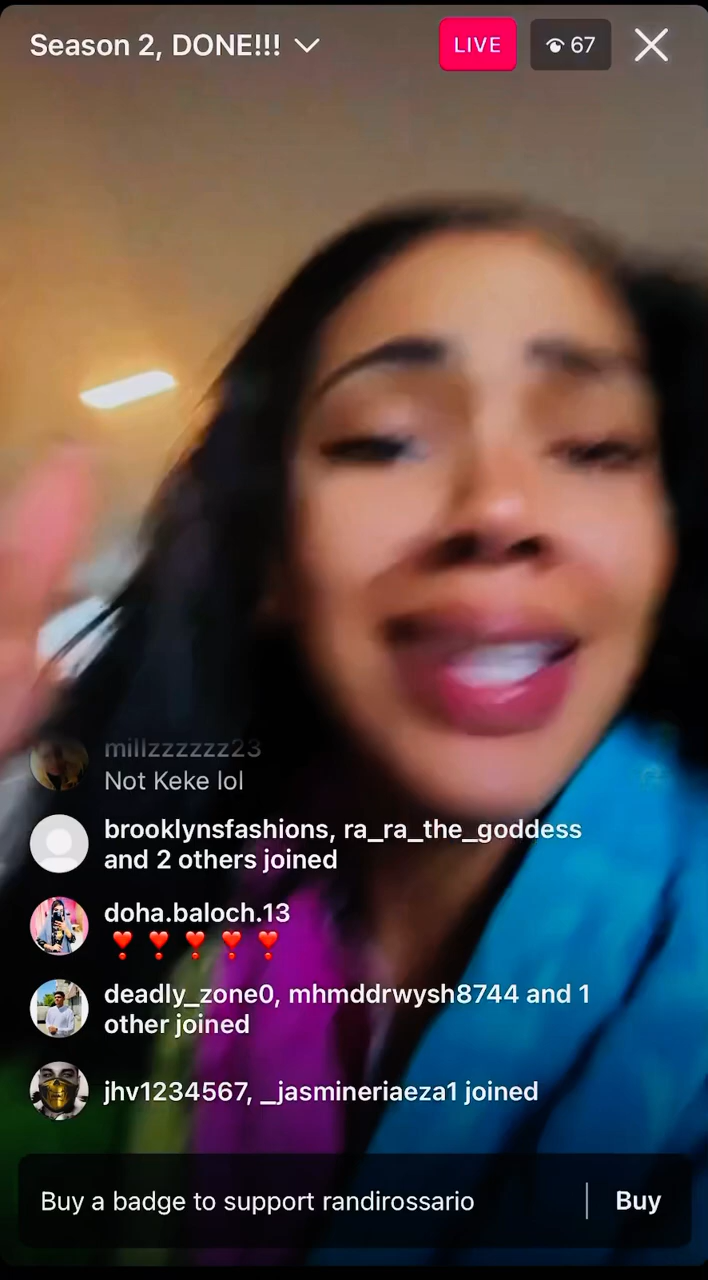 Season 2, DONE!!!
LIVE
67
millzzzzzz23
Not Keke lol
brooklynsfashions, ra_ra_the_goddess
and 2 others joined
doha.baloch.13
❣️ ❣️ ❣️ ❣️ ❣️
deadly_zone0, mhmddrwysh8744 and 1
other joined
jhv1234567, _jasmineriaeza1 joined
Buy a badge to support randirossario
Buy